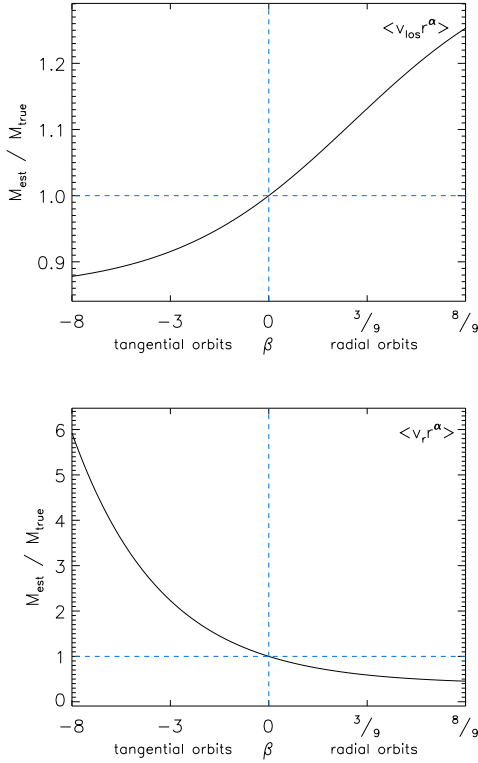 <v_los r^α>
1.2
1.1
1.0
0.9
M_est / M_true
-8 -3 0 3/9 8/9
tangential orbits β radial orbits
<v_r r^α>
6
5
4
3
2
1
0
M_est / M_true
-8 -3 0 3/9 8/9
tangential orbits β radial orbits